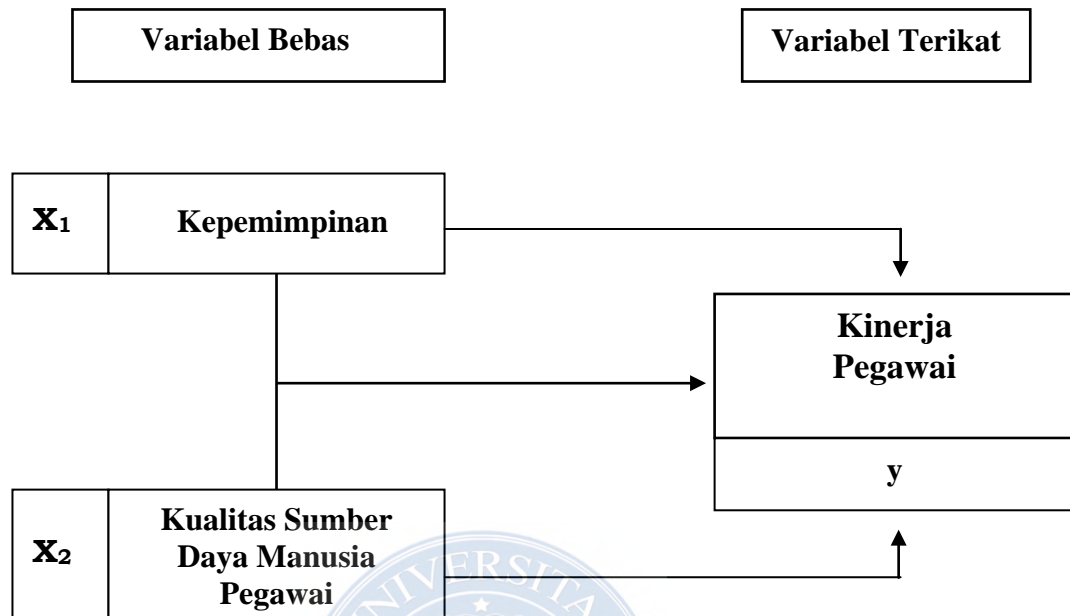 Variabel Bebas
Variabel Terikat
X₁
Kepemimpinan
Kinerja
Pegawai
y
X₂
Kualitas Sumber
Daya Manusia
Pegawai